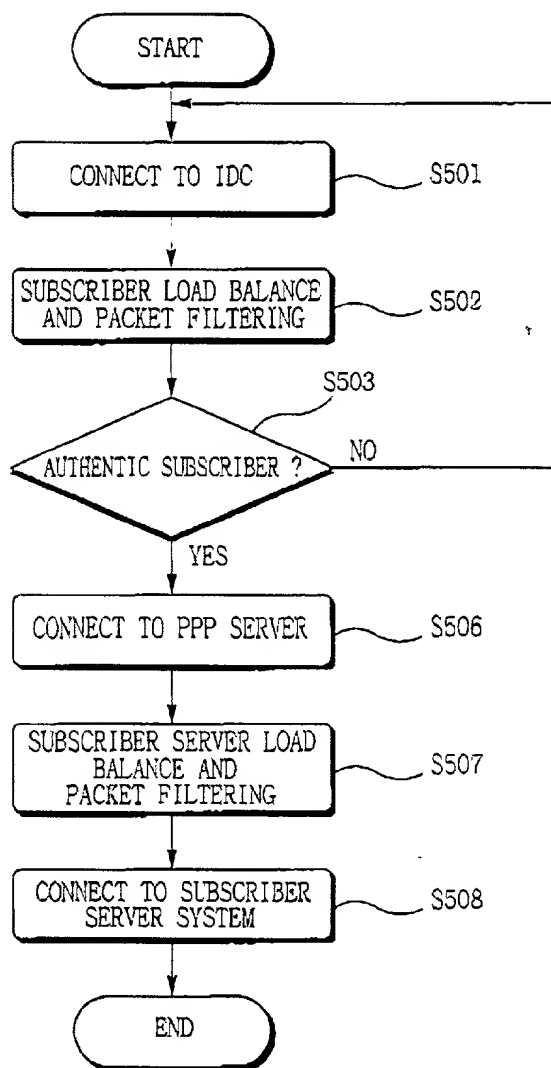 START
CONNECT TO IDC
S501
SUBSCRIBER LOAD BALANCE
AND PACKET FILTERING
S502
S503
AUTHENTIC SUBSCRIBER ?
NO
YES
CONNECT TO PPP SERVER
S506
SUBSCRIBER SERVER LOAD
BALANCE AND
PACKET FILTERING
S507
CONNECT TO SUBSCRIBER
SERVER SYSTEM
S508
END